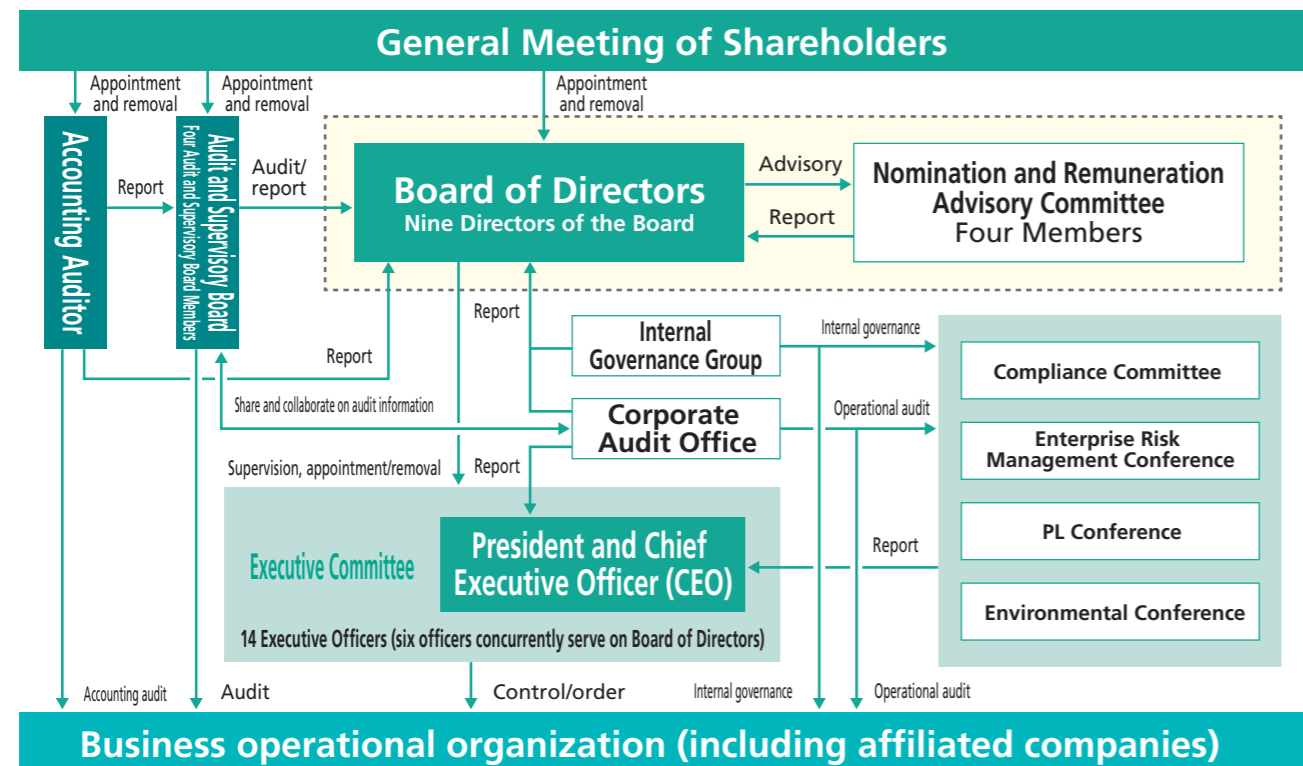 General Meeting of Shareholders
Appointment
and removal
Appointment
and removal
Appointment
and removal
Accounting Auditor
Report
Audit and Supervisory Board
Four Audit and Supervisory Board Members
Audit/
report
Board of Directors
Nine Directors of the Board
Advisory
Report
Nomination and Remuneration
Advisory Committee
Four Members
Report
Report
Internal
Governance Group
Internal governance
Share and collaborate on audit information
Corporate
Audit Office
Operational audit
Compliance Committee
Enterprise Risk
Management Conference
PL Conference
Environmental Conference
Supervision, appointment/removal
Report
Executive Committee
President and Chief
Executive Officer (CEO)
Report
14 Executive Officers (six officers concurrently serve on Board of Directors)
Accounting audit
Audit
Control/order
Internal governance
Operational audit
Business operational organization (including affiliated companies)